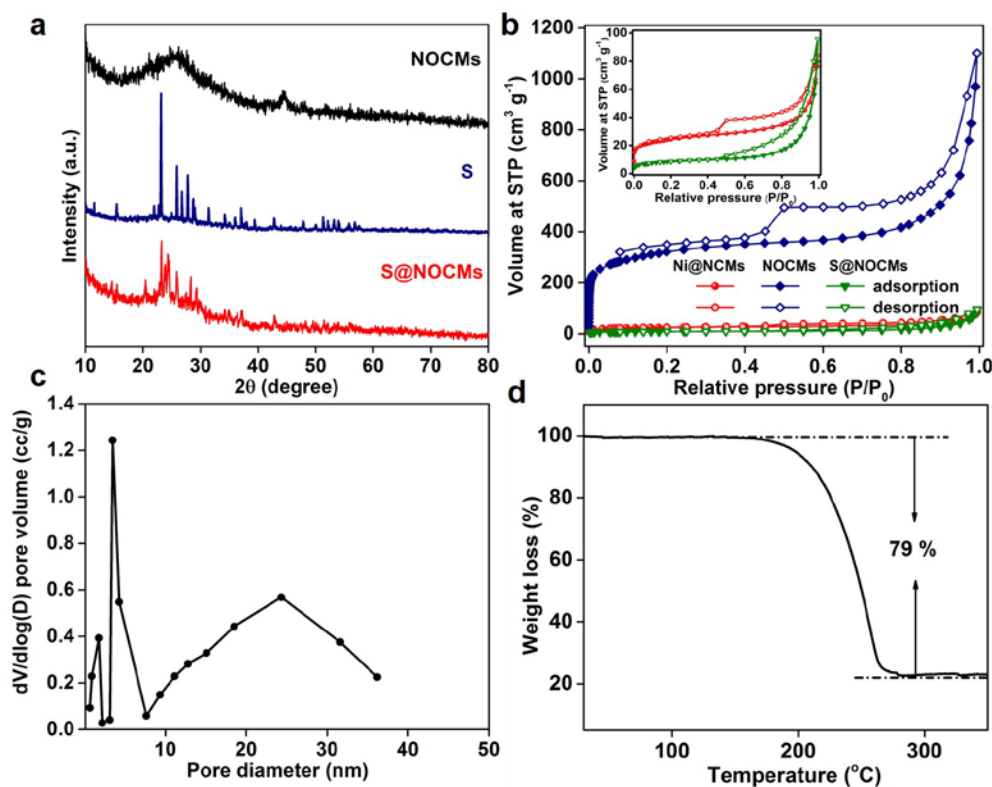 a
NOCMs
S
S@NOCMs
Intensity (a.u.)
10 20 30 40 50 60 70 80
2θ (degree)
b
Volume at STP (cm³ g⁻¹)
1200
1000
800
600
400
200
0
0.0 0.2 0.4 0.6 0.8 1.0
Relative pressure (P/P₀)
Volume at STP (cm³ g⁻¹)
100
80
60
40
20
0
0.0 0.2 0.4 0.6 0.8 1.0
Relative pressure (P/P₀)
Ni@NCMs NOCMs S@NOCMs
adsorption
desorption
c
dV/dlog(D) pore volume (cc/g)
1.4
1.2
1.0
0.8
0.6
0.4
0.2
0.0
10 20 30 40 50
Pore diameter (nm)
d
Weight loss (%)
100
80
60
40
20
79 %
100 200 300
Temperature (°C)